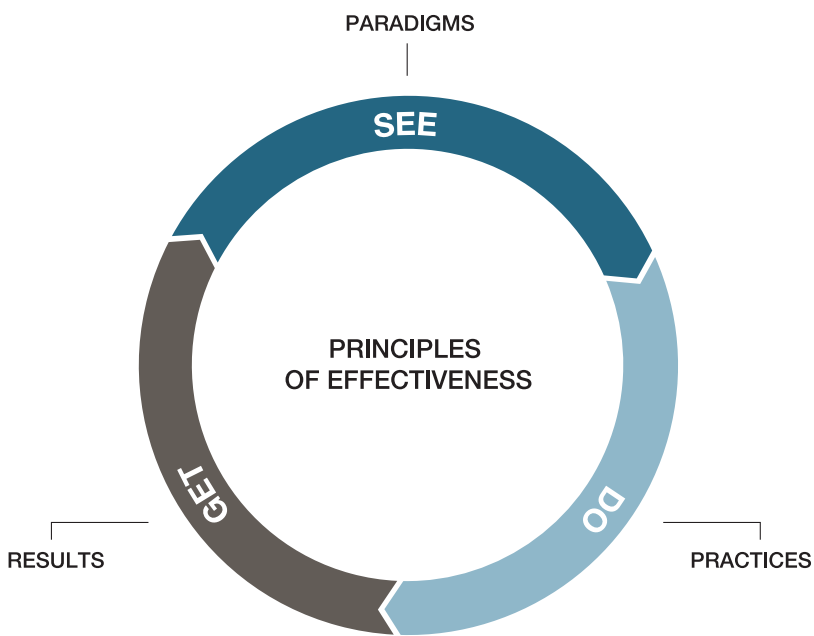 PARADIGMS
SEE
PRINCIPLES
OF EFFECTIVENESS
DO
GET
RESULTS
PRACTICES